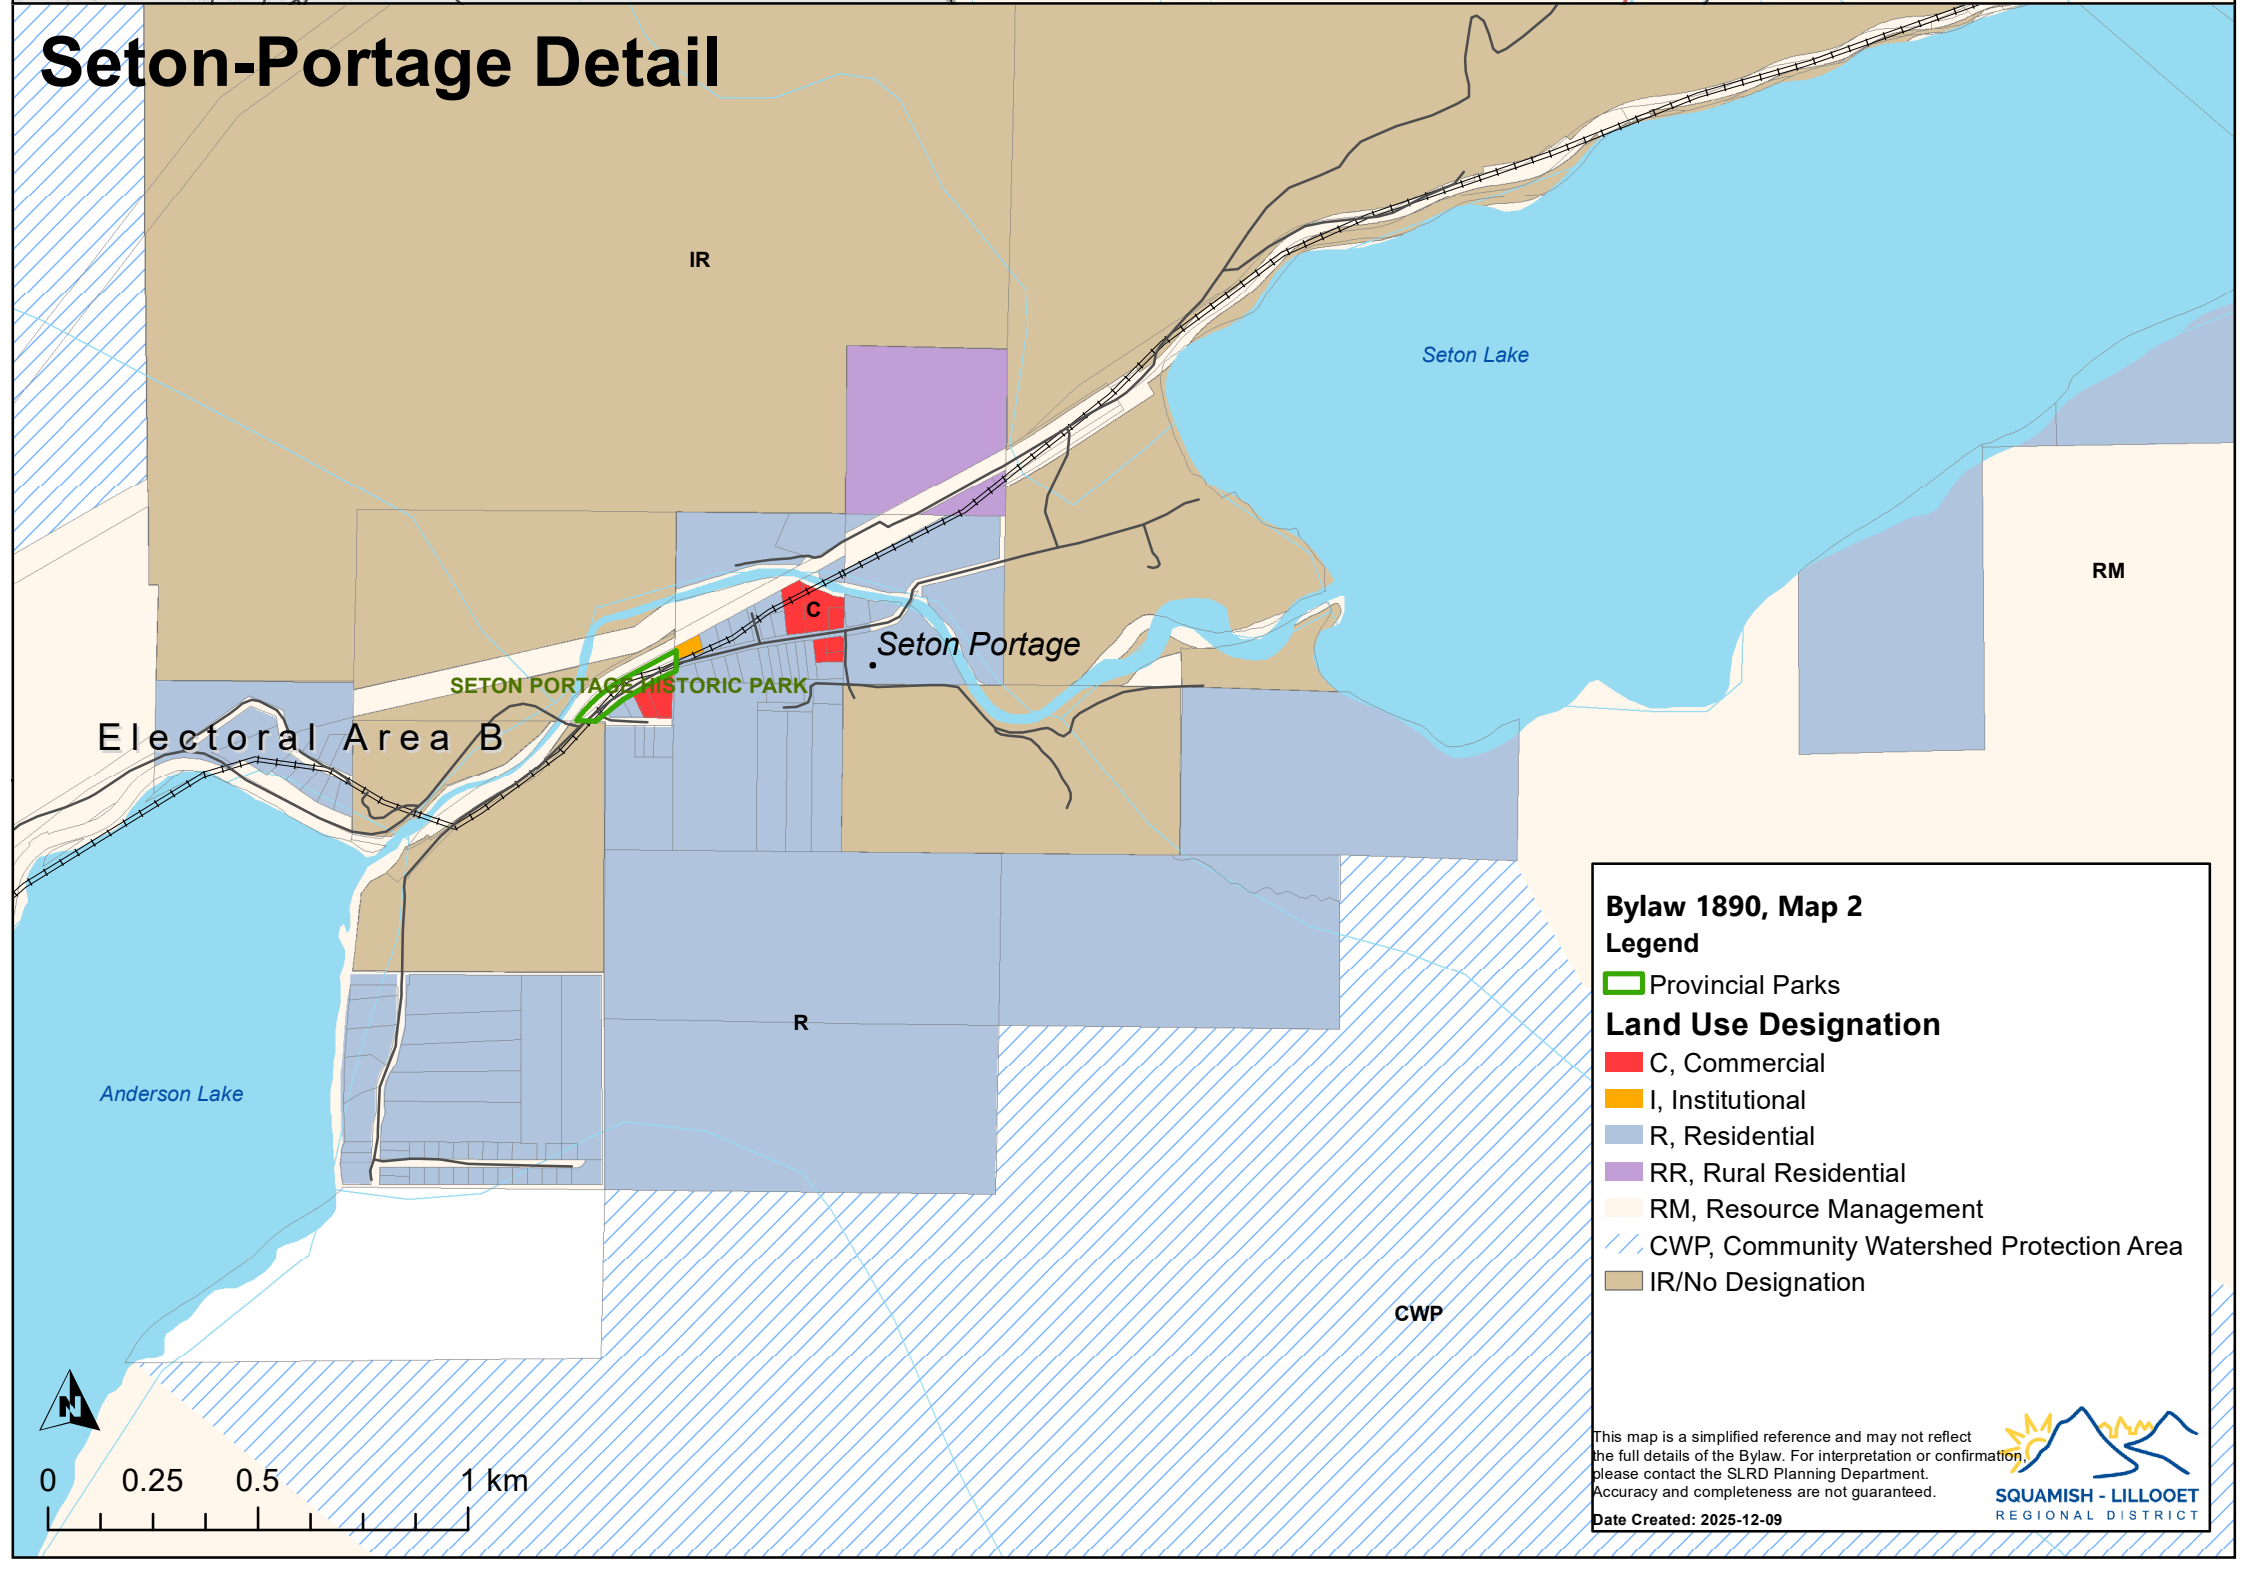 Seton-Portage Detail
IR
Seton Lake
RM
C
Seton Portage
SETON PORTAGE HISTORIC PARK
Electoral Area B
R
Anderson Lake
CWP
N
0 0.25 0.5 1 km
Bylaw 1890, Map 2
Legend
Provincial Parks
Land Use Designation
C, Commercial
I, Institutional
R, Residential
RR, Rural Residential
RM, Resource Management
CWP, Community Watershed Protection Area
IR/No Designation
This map is a simplified reference and may not reflect
the full details of the Bylaw. For interpretation or confirmation,
please contact the SLRD Planning Department.
Accuracy and completeness are not guaranteed.
Date Created: 2025-12-09
SQUAMISH - LILLOOET
REGIONAL DISTRICT